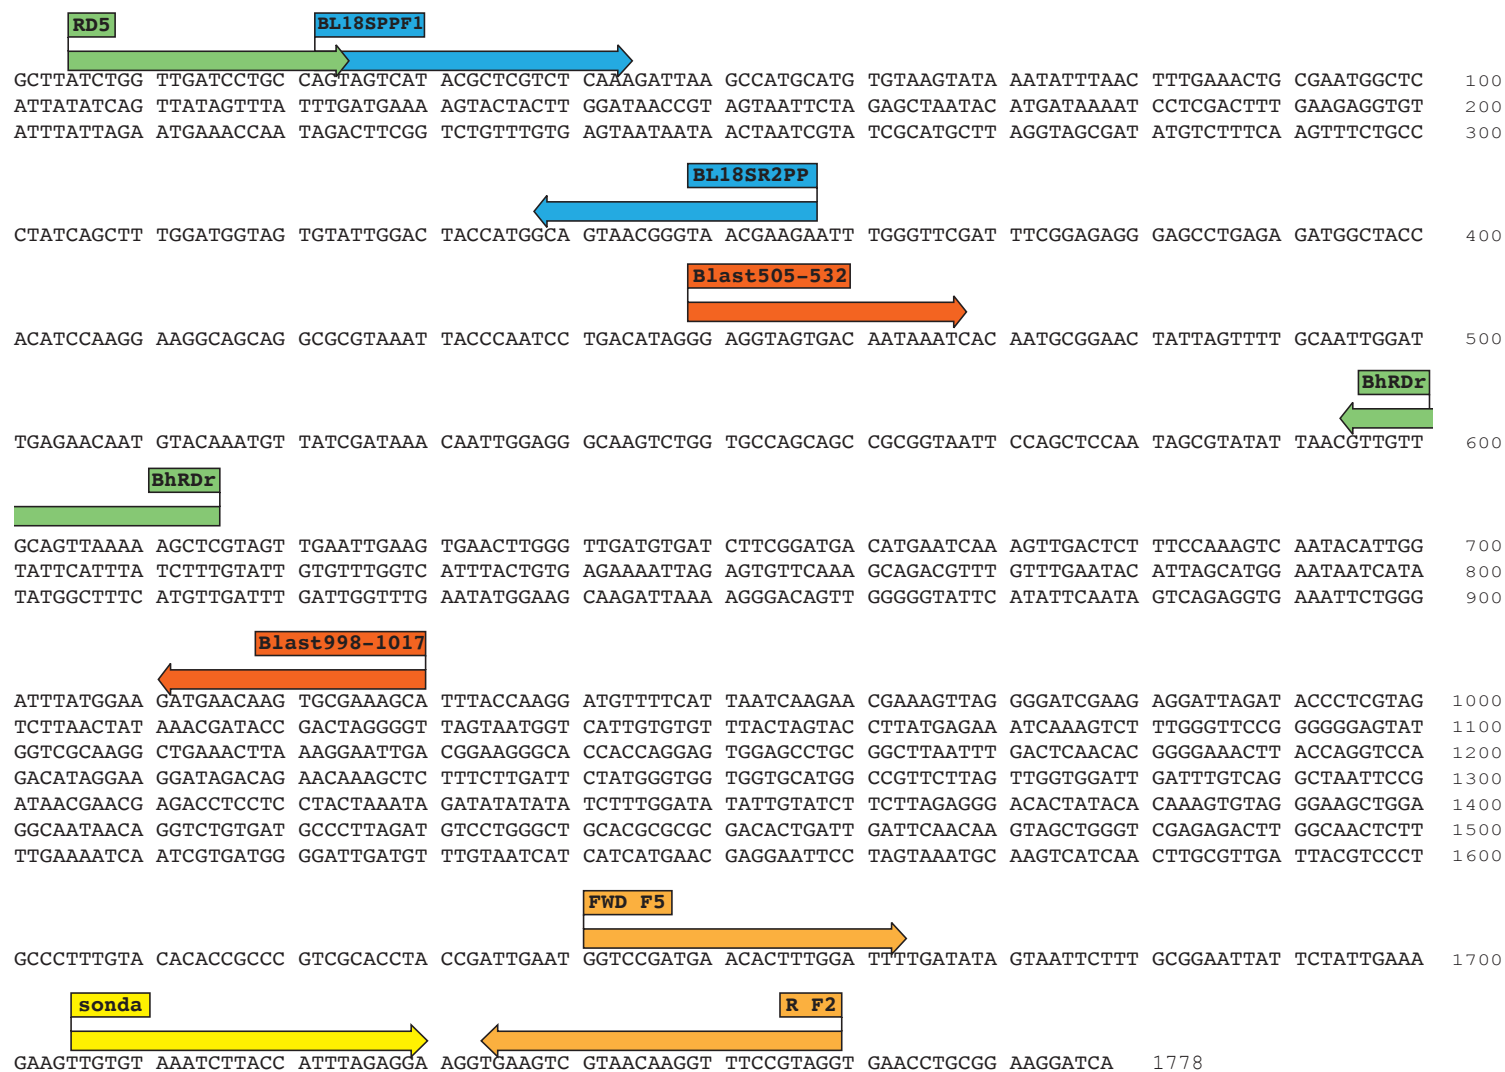 RD5 BL18SPPF1
GCTTATCTGG TTGATCCTGC CAGTAGTCAT ACGCTCGTCT CAAAGATTAA GCCATGCATG TGTAAGTATA AATATTTAAC TTTGAAACTG CGAATGGCTC 100
ATTATATCAG TTATAGTTTA TTTGATGAAA AGTACTACTT GGATAACCGT AGTAATTCTA GAGCTAATAC ATGATAAAAT CCTCGACTTT GAAGAGGTGT 200
ATTTATTAGA ATGAAACCAA TAGACTTCGG TCTGTTTGTG AGTAATAATA ACTAATCGTA TCGCATGCTT AGGTAGCGAT ATGTCTTTCA AGTTTCTGCC 300
BL18SR2PP
CTATCAGCTT TGGATGGTAG TGTATTGGAC TACCATGGCA GTAACGGGTA ACGAAGAATT TGGGTTCGAT TTCGGAGAGG GAGCCTGAGA GATGGCTACC 400
Blast505-532
ACATCCAAGG AAGGCAGCAG GCGCGTAAAT TACCCAATCC TGACATAGGG AGGTAGTGAC AATAAATCAC AATGCGGAAC TATTAGTTTT GCAATTGGAT 500
BhRDr
TGAGAACAAT GTACAAATGT TATCGATAAA CAATTGGAGG GCAAGTCTGG TGCCAGCAGC CGCGGTAATT CCAGCTCCAA TAGCGTATAT TAACGTTGTT 600
BhRDr
GCAGTTAAAA AGCTCGTAGT TGAATTGAAG TGAACTTGGG TTGATGTGAT CTTCGGATGA CATGAATCAA AGTTGACTCT TTCCAAAGTC AATACATTGG 700
TATTCATTTA TCTTTGTATT GTGTTTGGTC ATTTACTGTG AGAAAATTAG AGTGTTCAAA GCAGACGTTT GTTTGAATAC ATTAGCATGG AATAATCATA 800
TATGGCTTTC ATGTTGATTT GATTGGTTTG AATATGGAAG CAAGATTAAA AGGGACAGTT GGGGGTATTC ATATTCAATA GTCAGAGGTG AAATTCTGGG 900
Blast998-1017
ATTTATGGAA GATGAACAAG TGCGAAAGCA TTTACCAAGG ATGTTTTCAT TAATCAAGAA CGAAAGTTAG GGGATCGAAG AGGATTAGAT ACCCTCGTAG 1000
TCTTAACTAT AAACGATACC GACTAGGGGT TAGTAATGGT CATTGTGTGT TTACTAGTAC CTTATGAGAA ATCAAAGTCT TTGGGTTCCG GGGGGAGTAT 1100
GGTCGCAAGG CTGAAACTTA AAGGAATTGA CGGAAGGGCA CCACCAGGAG TGGAGCCTGC GGCTTAATTT GACTCAACAC GGGGAAACTT ACCAGGTCCA 1200
GACATAGGAA GGATAGACAG AACAAAGCTC TTTCTTGATT CTATGGGTGG TGGTGCATGG CCGTTCTTAG TTGGTGGATT GATTTGTCAG GCTAATTCCG 1300
ATAACGAACG AGACCTCCTC CTACTAAATA GATATATATA TCTTTGGATA TATTGTATCT TCTTAGAGGG ACACTATACA CAAAGTGTAG GGAAGCTGGA 1400
GGCAATAACA GGTCTGTGAT GCCCTTAGAT GTCCTGGGCT GCACGCGCGC GACACTGATT GATTCAACAA GTAGCTGGGT CGAGAGACTT GGCAACTCTT 1500
TTGAAAATCA ATCGTGATGG GGATTGATGT TTGTAATCAT CATCATGAAC GAGGAATTCC TAGTAAATGC AAGTCATCAA CTTGCGTTGA TTACGTCCCT 1600
FWD F5
GCCCTTTGTA CACACCGCCC GTCGCACCTA CCGATTGAAT GGTCCGATGA ACACTTTGGA TTTTGATATA GTAATTCTTT GCGGAATTAT TCTATTGAAA 1700
sonda R F2
GAAGTTGTGT AAATCTTACC ATTTAGAGGA AGGTGAAGTC GTAACAAGGT TTCCGTAGGT GAACCTGCGG AAGGATCA 1778